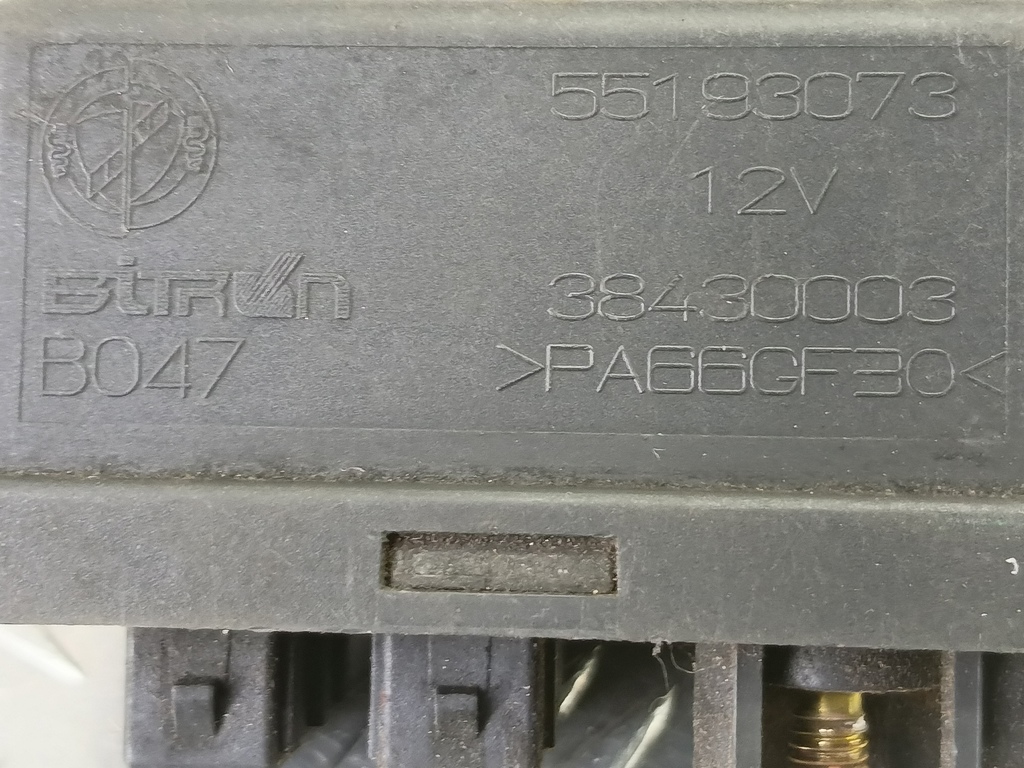 55193073
12V
BiTRON
38430003
B047
>PA66GF30<